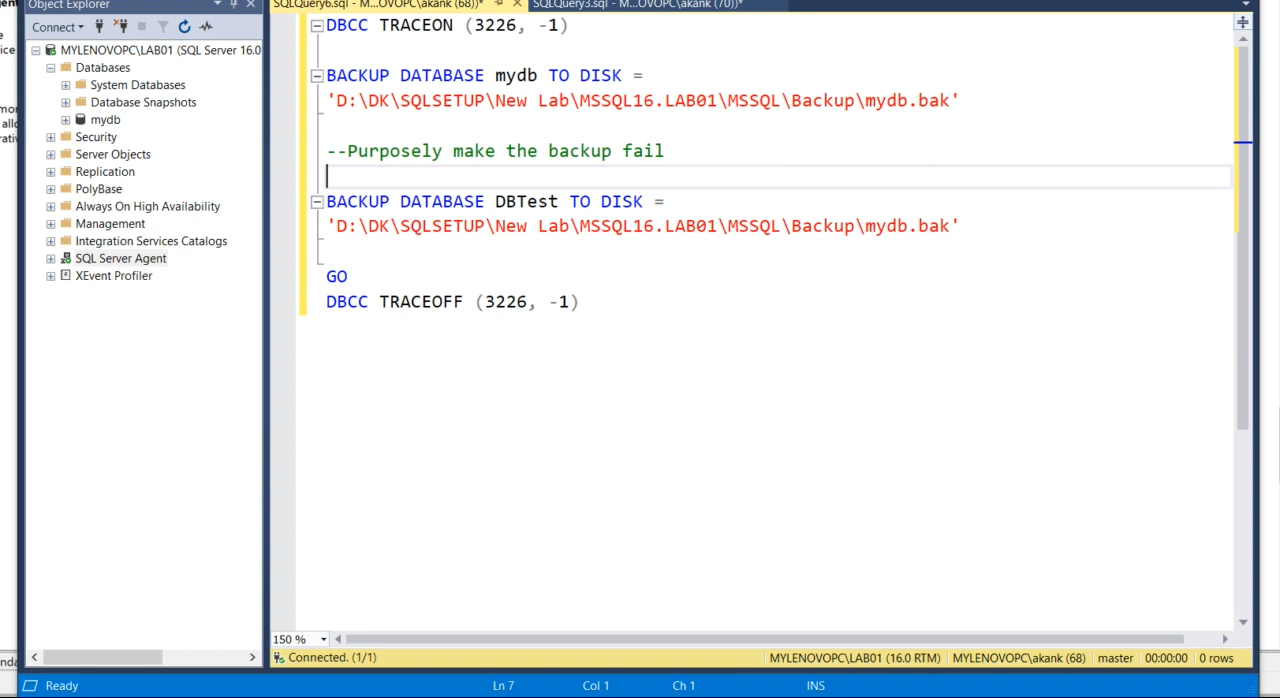 Object Explorer
SQLQuery6.sql - M...OVOPC\akank (68))*
SQLQuery3.sql - M...OVOPC\akank (70))*
Connect
MYLENOVOPC\LAB01 (SQL Server 16.0
Databases
System Databases
Database Snapshots
mydb
Security
Server Objects
Replication
PolyBase
Always On High Availability
Management
Integration Services Catalogs
SQL Server Agent
XEvent Profiler
DBCC TRACEON (3226, -1)
BACKUP DATABASE mydb TO DISK =
'D:\DK\SQLSETUP\New Lab\MSSQL16.LAB01\MSSQL\Backup\mydb.bak'
--Purposely make the backup fail
BACKUP DATABASE DBTest TO DISK =
'D:\DK\SQLSETUP\New Lab\MSSQL16.LAB01\MSSQL\Backup\mydb.bak'
GO
DBCC TRACEOFF (3226, -1)
150 %
Connected. (1/1)
MYLENOVOPC\LAB01 (16.0 RTM)
MYLENOVOPC\akank (68)
master
00:00:00
0 rows
Ready
Ln 7
Col 1
Ch 1
INS